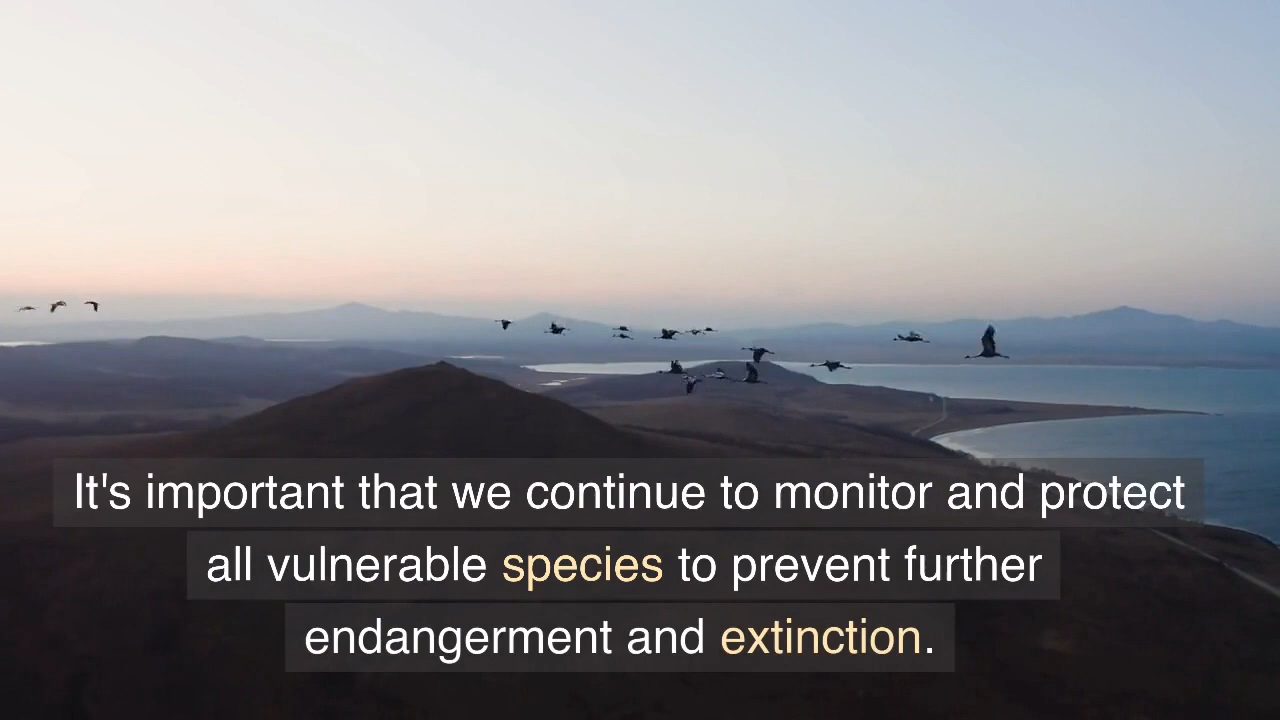 It's important that we continue to monitor and protect
all vulnerable species to prevent further
endangerment and extinction.